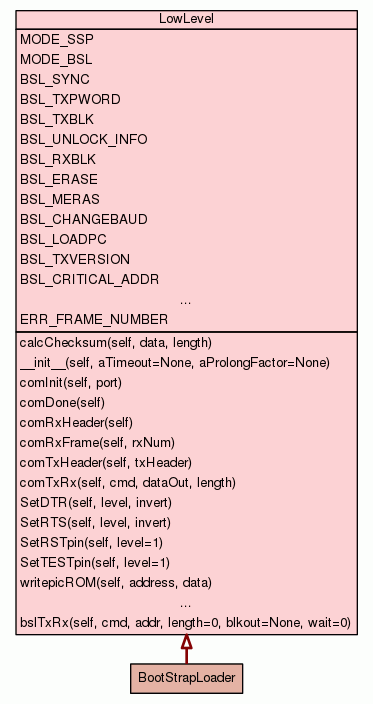 LowLevel
MODE_SSP
MODE_BSL
BSL_SYNC
BSL_TXPWORD
BSL_TXBLK
BSL_UNLOCK_INFO
BSL_RXBLK
BSL_ERASE
BSL_MERAS
BSL_CHANGEBAUD
BSL_LOADPC
BSL_TXVERSION
BSL_CRITICAL_ADDR
...
ERR_FRAME_NUMBER
calcChecksum(self, data, length)
__init__(self, aTimeout=None, aProlongFactor=None)
comInit(self, port)
comDone(self)
comRxHeader(self)
comRxFrame(self, rxNum)
comTxHeader(self, txHeader)
comTxRx(self, cmd, dataOut, length)
SetDTR(self, level, invert)
SetRTS(self, level, invert)
SetRSTpin(self, level=1)
SetTESTpin(self, level=1)
writepicROM(self, address, data)
...
bslTxRx(self, cmd, addr, length=0, blkout=None, wait=0)
BootStrapLoader